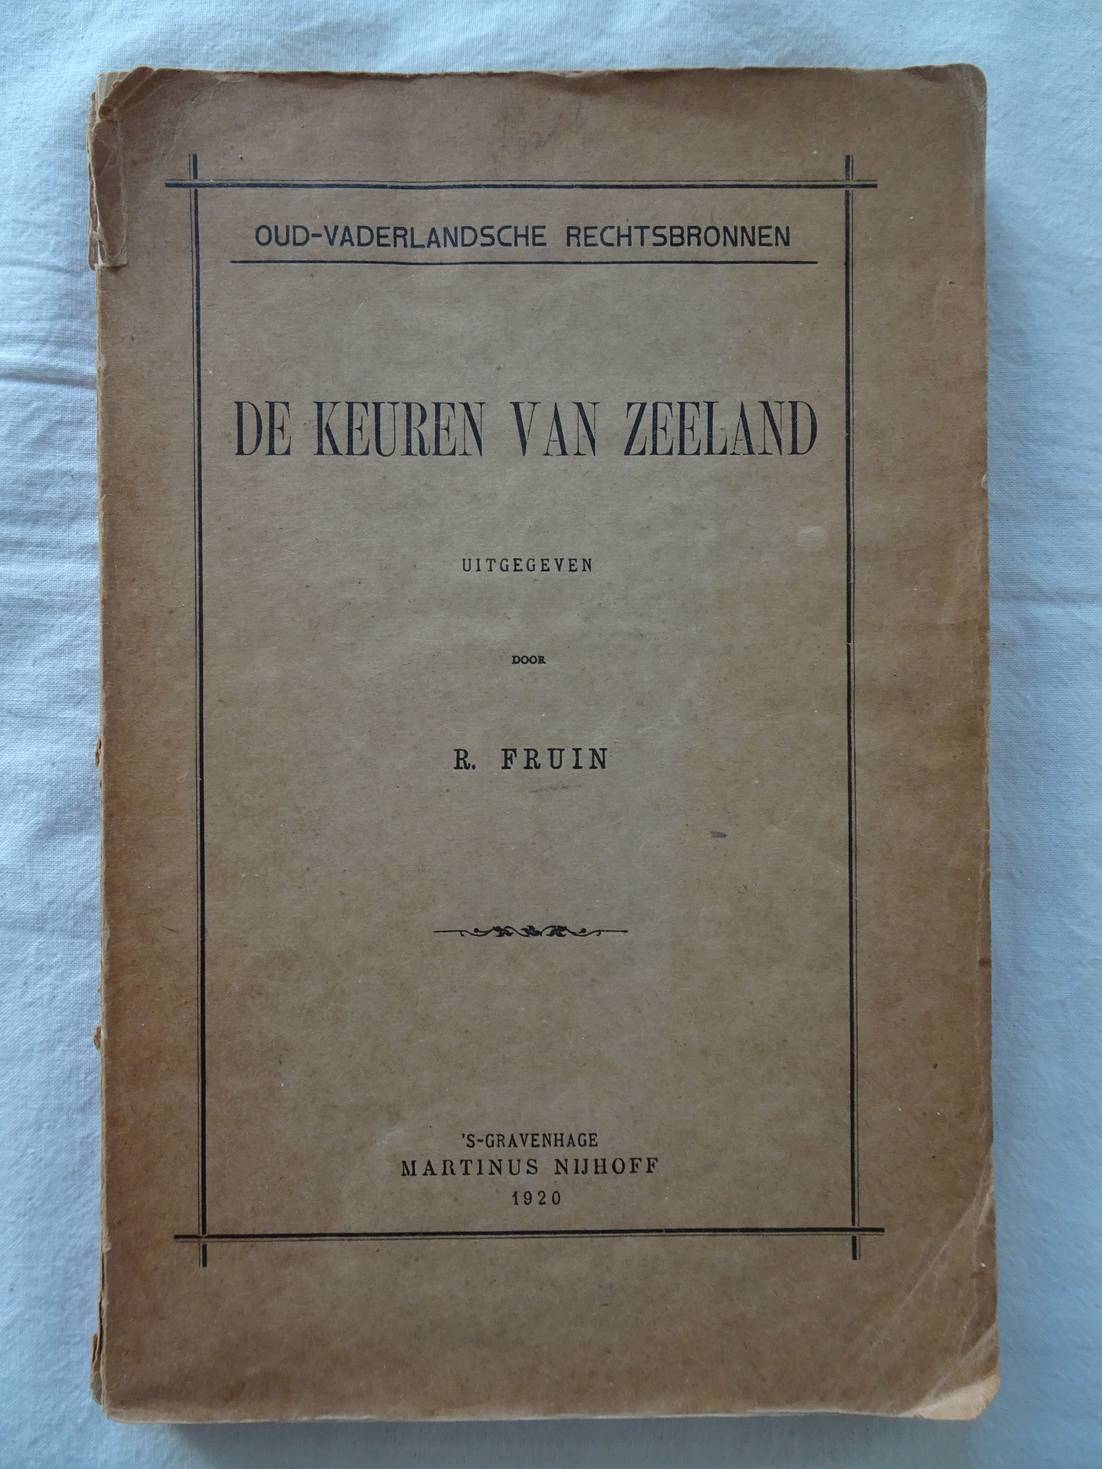 OUD-VADERLANDSCHE RECHTSBRONNEN
DE KEUREN VAN ZEELAND
UITGEGEVEN
DOOR
R. FRUIN
'S-GRAVENHAGE
MARTINUS NIJHOFF
1920